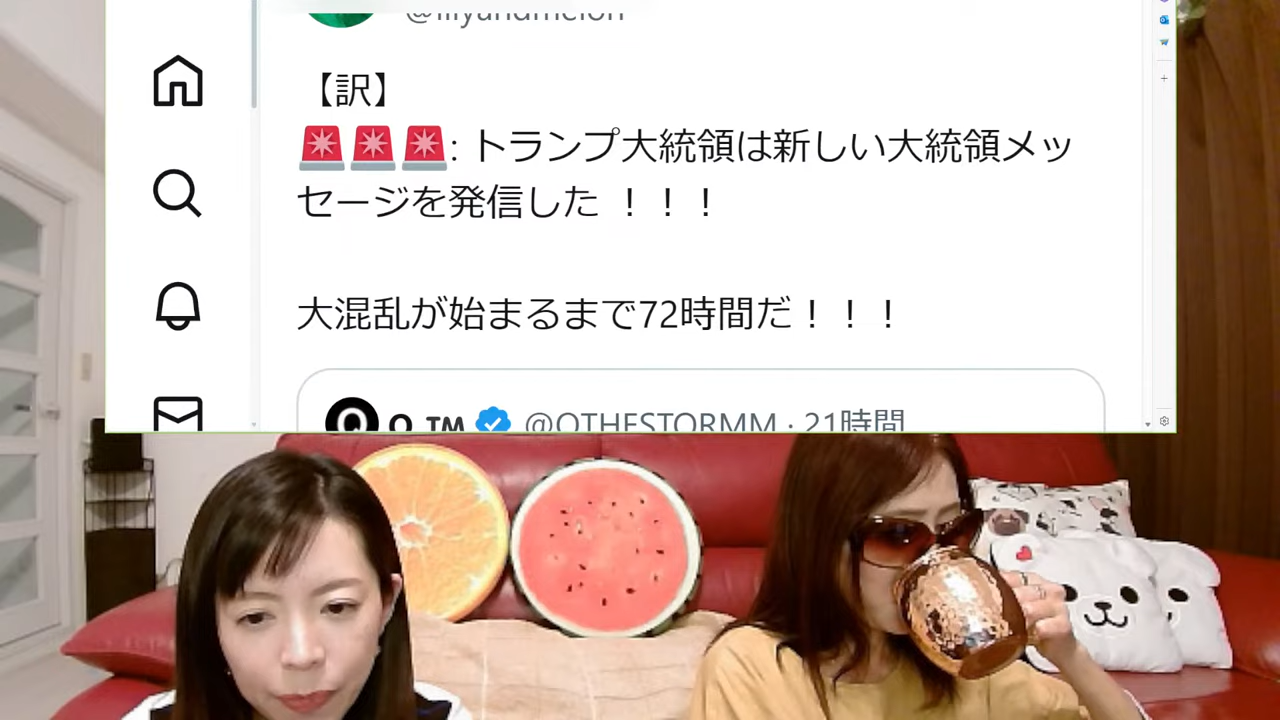 【訳】
🚨🚨🚨: トランプ大統領は新しい大統領メッ
セージを発信した ！！！
大混乱が始まるまで72時間だ！！！
Q ™ @QTHESTORMM · 21時間